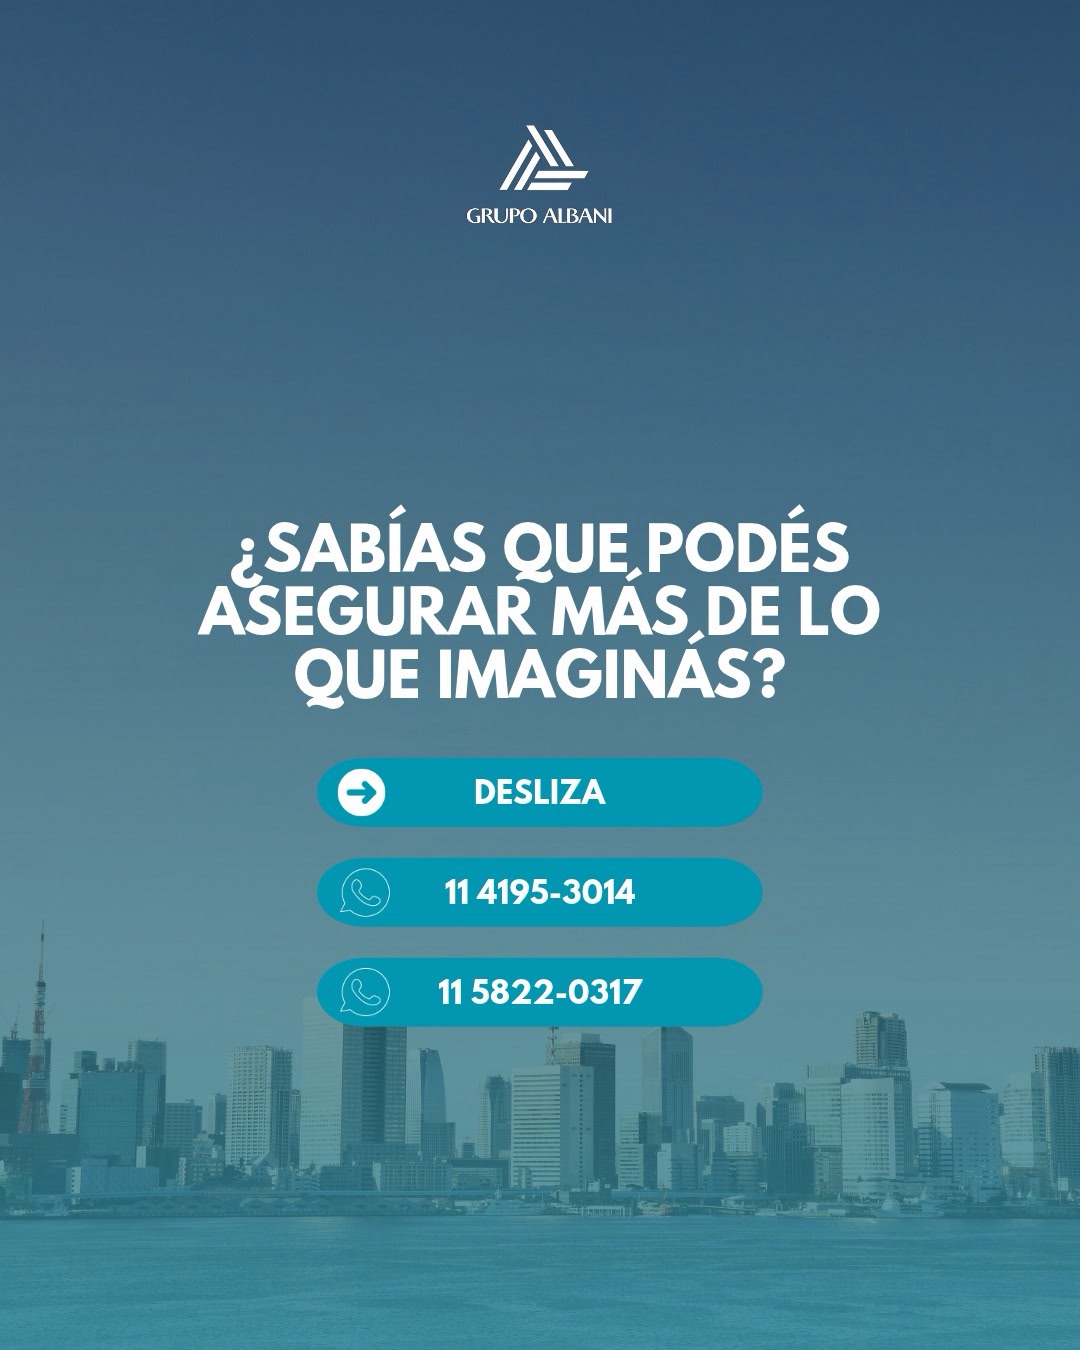 GRUPO ALBANI
¿SABÍAS QUE PODÉS
ASEGURAR MÁS DE LO
QUE IMAGINÁS?
DESLIZA
11 4195-3014
11 5822-0317